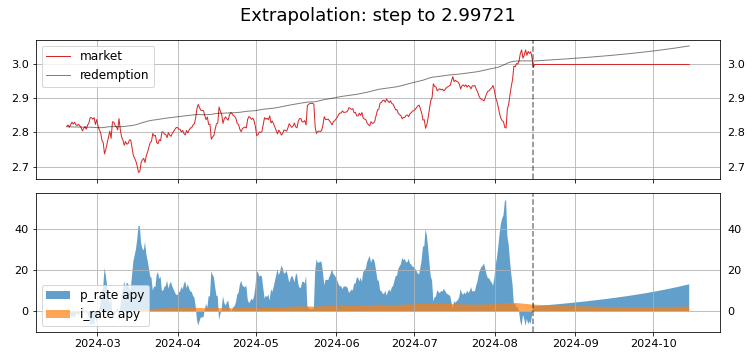 Extrapolation: step to 2.99721
market
redemption
3.0 3.0
2.9 2.9
2.8 2.8
2.7 2.7
40 40
20 20
0 0
p_rate apy
i_rate apy
2024-03 2024-04 2024-05 2024-06 2024-07 2024-08 2024-09 2024-10